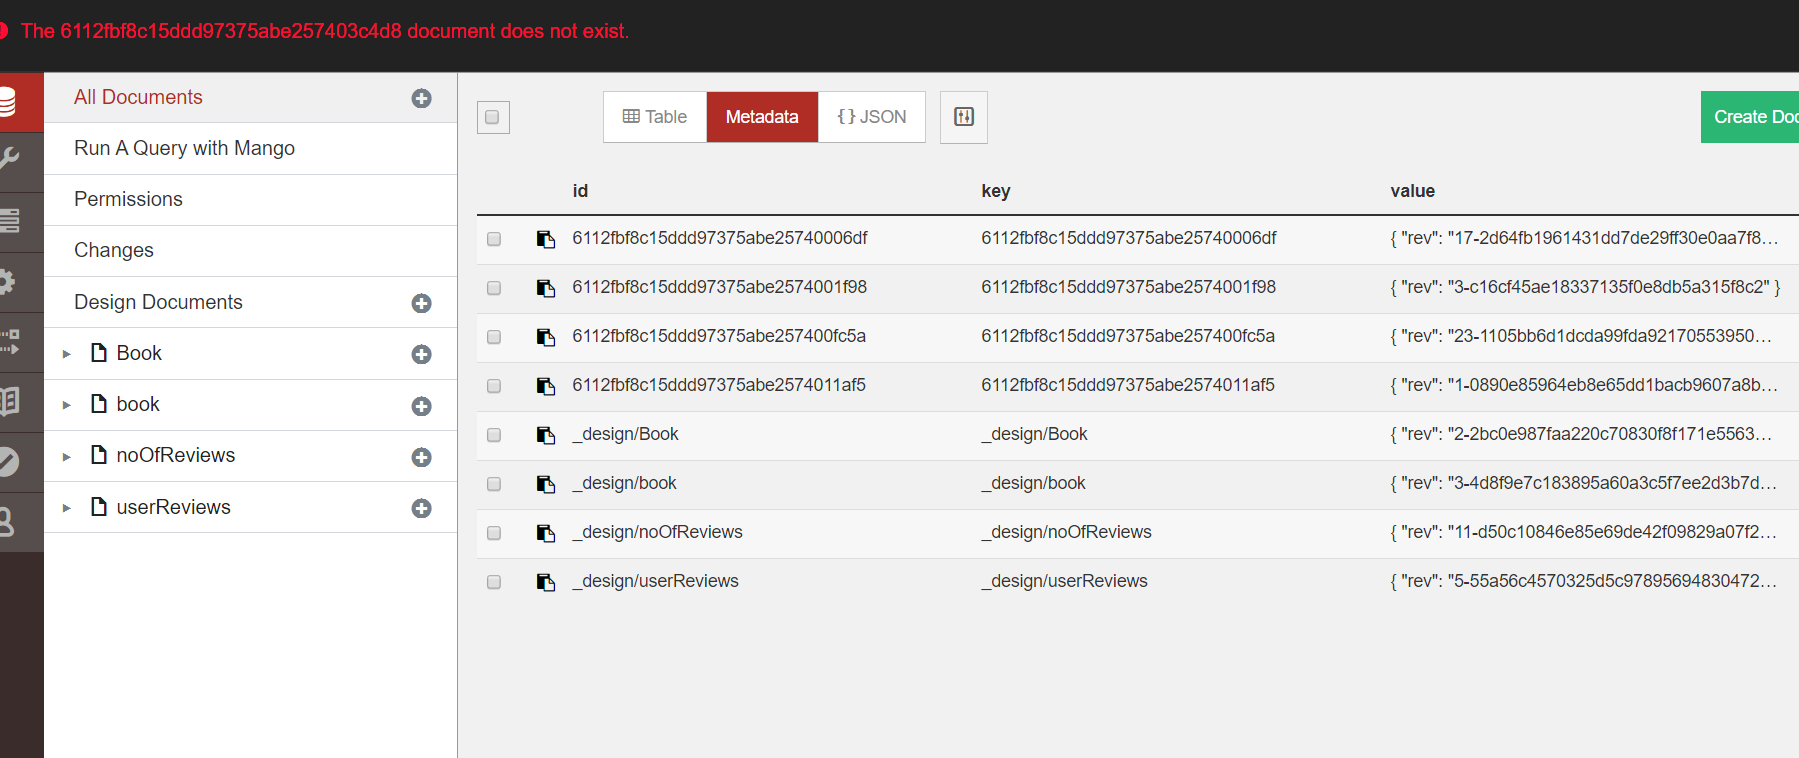 The 6112fbf8c15ddd97375abe257403c4d8 document does not exist.
All Documents
Run A Query with Mango
Permissions
Changes
Design Documents
Book
book
noOfReviews
userReviews
Table Metadata {} JSON
Create Doc
id key value
6112fbf8c15ddd97375abe25740006df 6112fbf8c15ddd97375abe25740006df { "rev": "17-2d64fb1961431dd7de29ff30e0aa7f8...
6112fbf8c15ddd97375abe2574001f98 6112fbf8c15ddd97375abe2574001f98 { "rev": "3-c16cf45ae18337135f0e8db5a315f8c2" }
6112fbf8c15ddd97375abe257400fc5a 6112fbf8c15ddd97375abe257400fc5a { "rev": "23-1105bb6d1dcda99fda92170553950...
6112fbf8c15ddd97375abe2574011af5 6112fbf8c15ddd97375abe2574011af5 { "rev": "1-0890e85964eb8e65dd1bacb9607a8b...
_design/Book _design/Book { "rev": "2-2bc0e987faa220c70830f8f171e5563...
_design/book _design/book { "rev": "3-4d8f9e7c183895a60a3c5f7ee2d3b7d...
_design/noOfReviews _design/noOfReviews { "rev": "11-d50c10846e85e69de42f09829a07f2...
_design/userReviews _design/userReviews { "rev": "5-55a56c4570325d5c97895694830472...